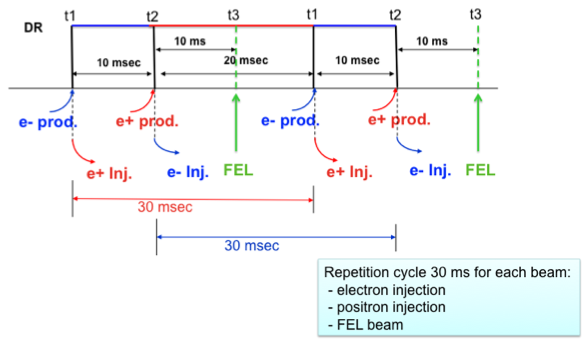 t1 t2 t3 t1 t2 t3
DR
10 ms 10 ms
10 msec 20 msec 10 msec
e- prod. e+ prod. e- prod. e+ prod.
e+ Inj. e- Inj. FEL e+ Inj. e- Inj. FEL
30 msec
30 msec
Repetition cycle 30 ms for each beam:
- electron injection
- positron injection
- FEL beam